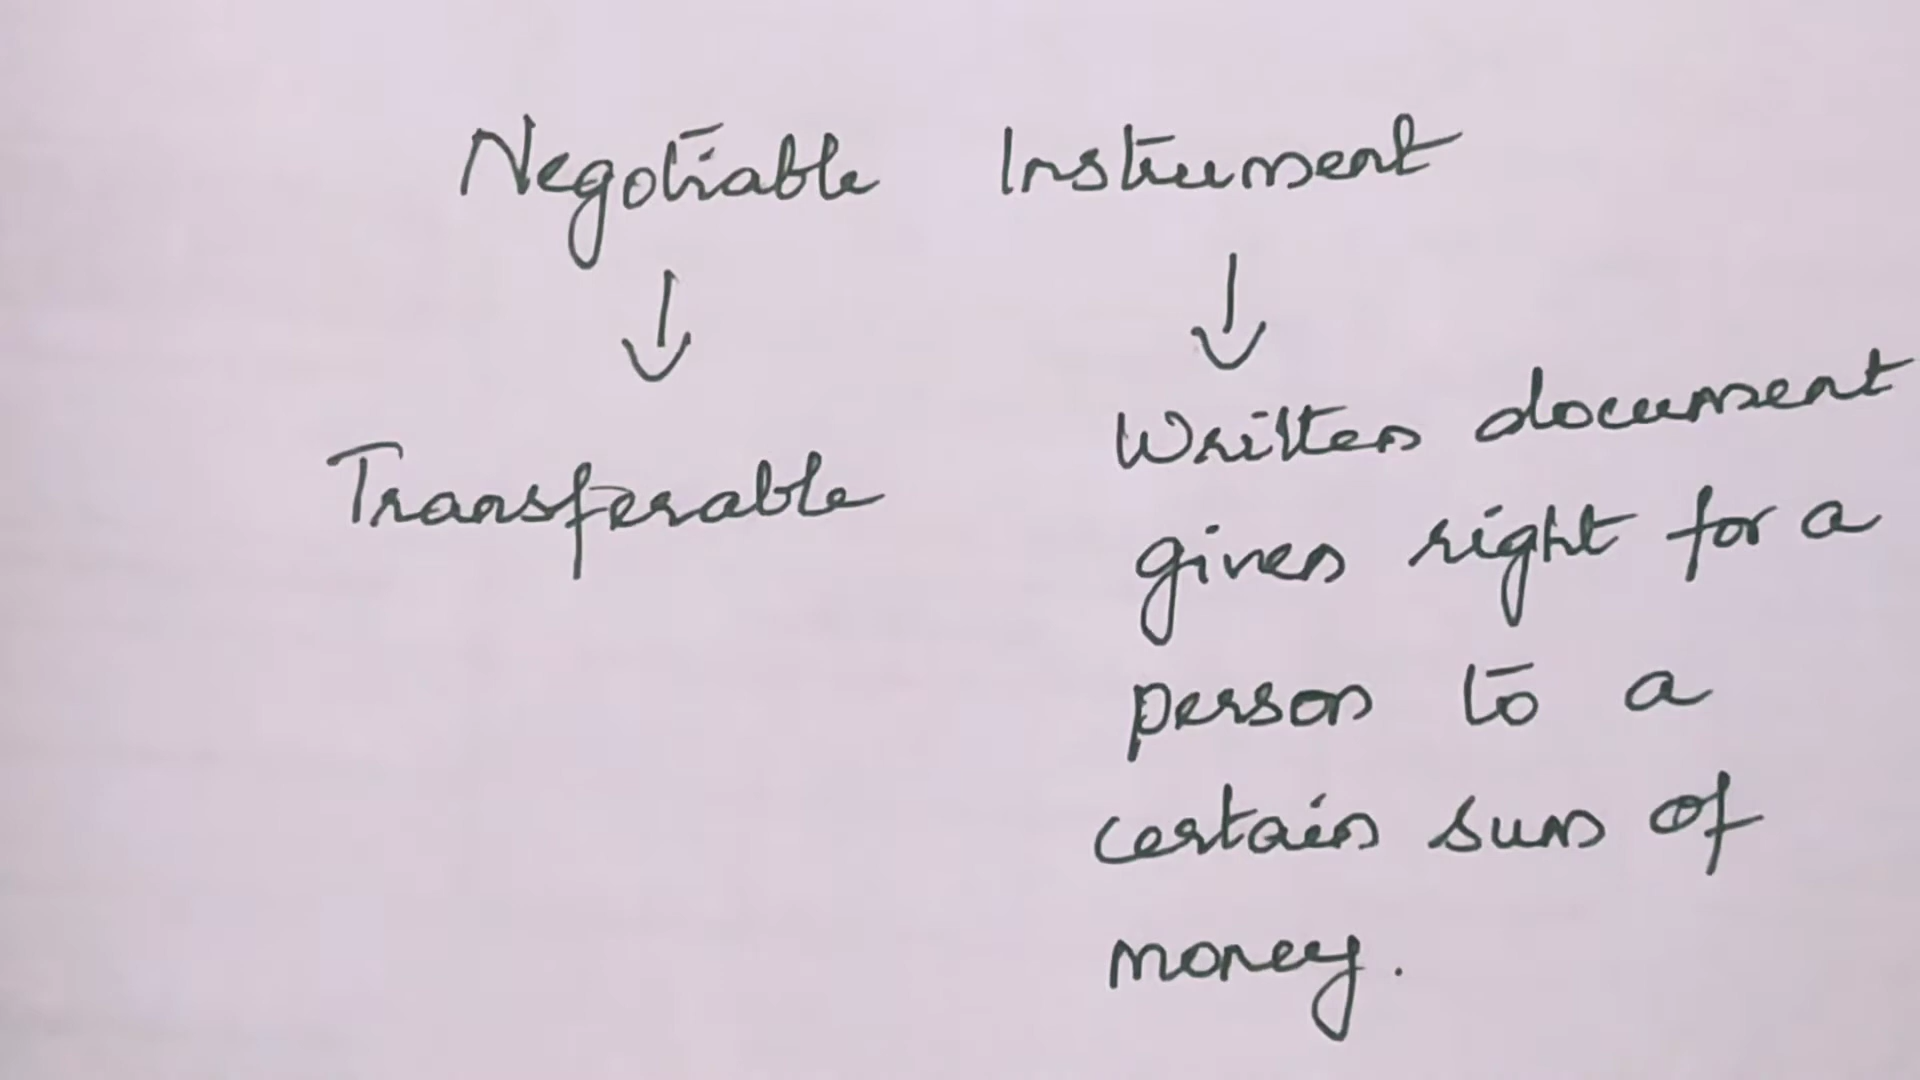 Negotiable Instrument
↓ ↓
Transferable
Written document
gives right for a
person to a
certain sum of
money.